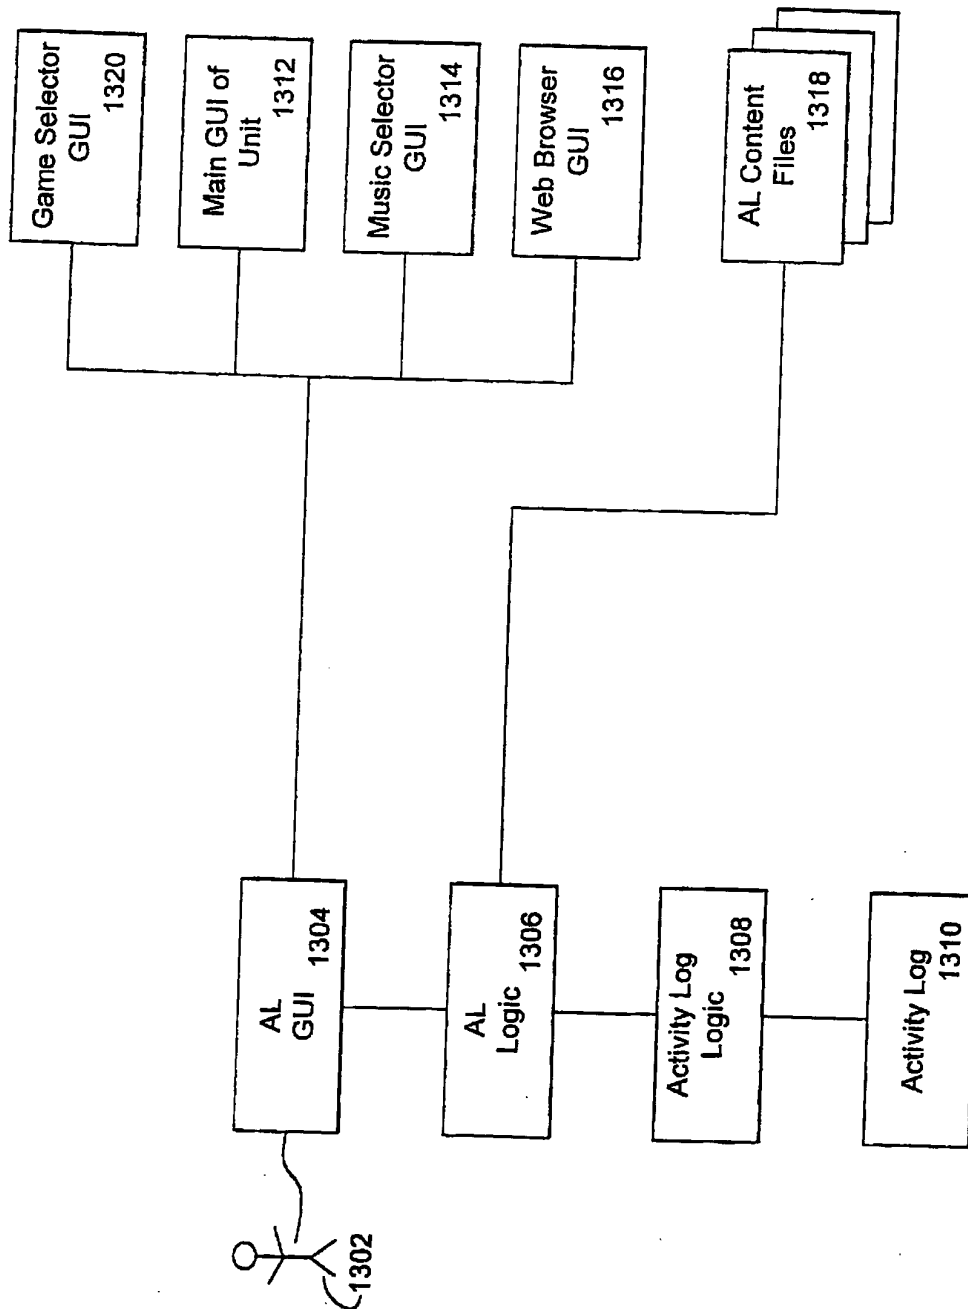 Game Selector
GUI
1320
Main GUI of
Unit
1312
Music Selector
GUI
1314
Web Browser
GUI
1316
AL Content
Files
1318
AL
GUI
1304
AL
Logic
1306
Activity Log
Logic
1308
Activity Log
1310
1302